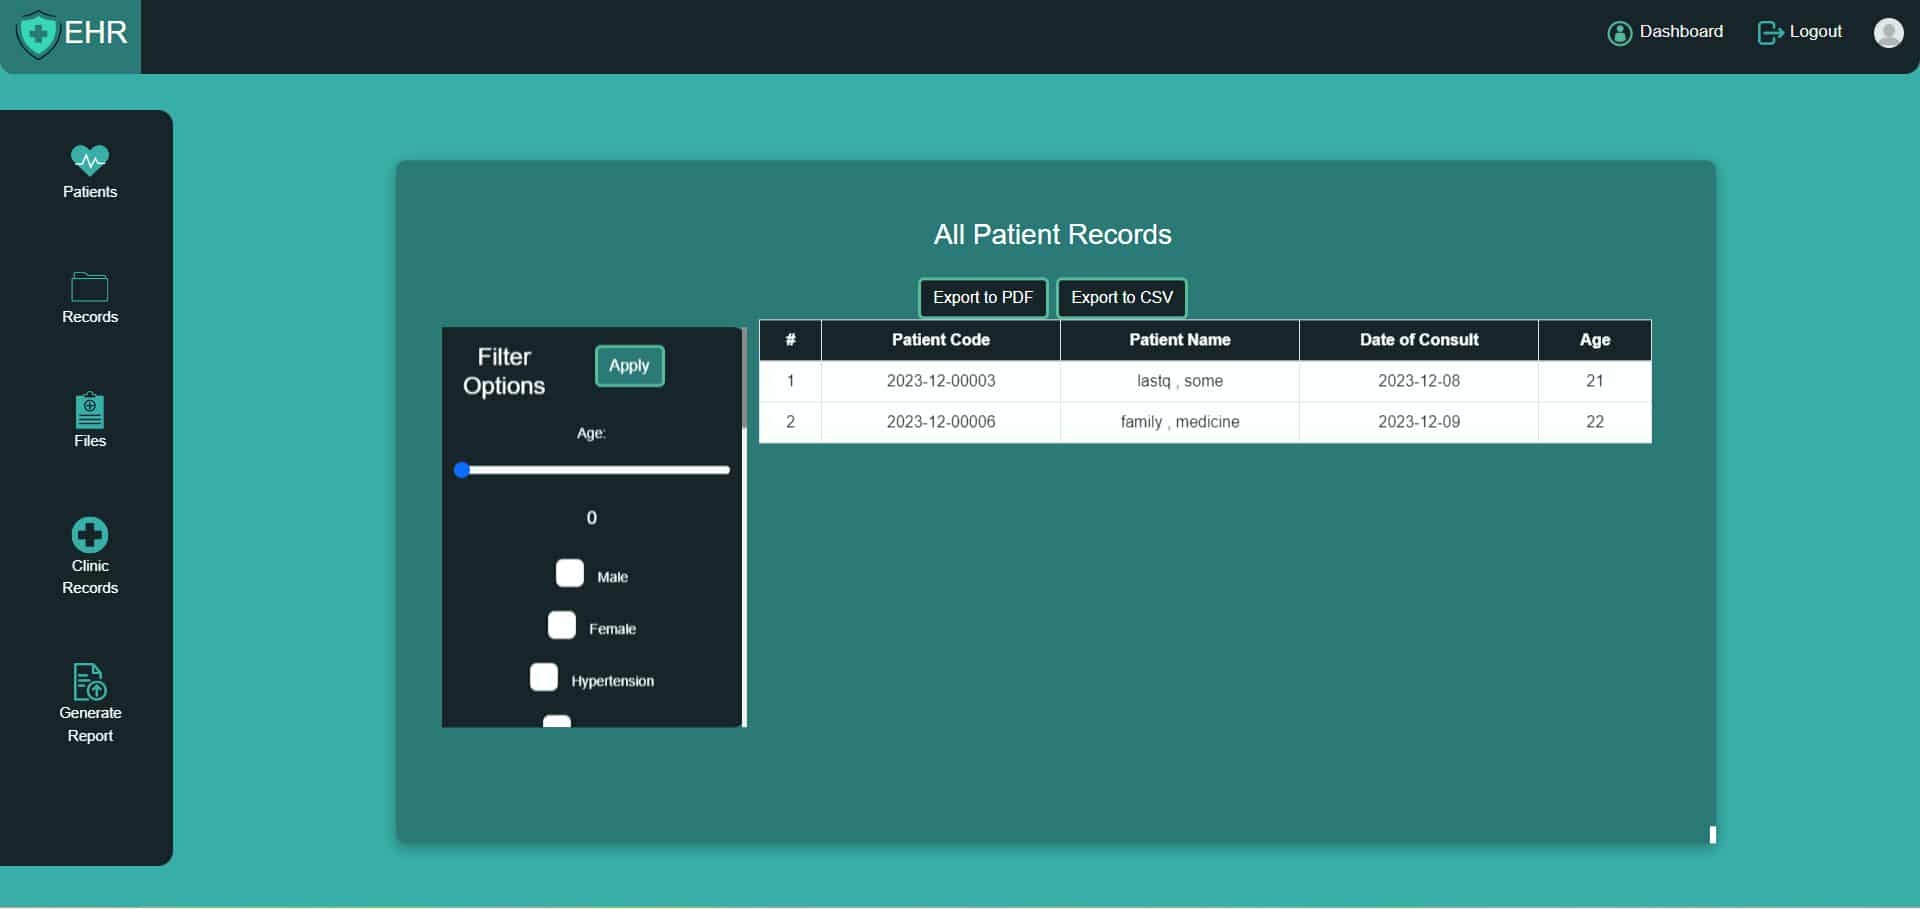 EHR
Dashboard
Logout
Patients
Records
Files
Clinic
Records
Generate
Report
All Patient Records
Export to PDF
Export to CSV
Filter
Options
Apply
Age:
0
Male
Female
Hypertension
# Patient Code Patient Name Date of Consult Age
1 2023-12-00003 lastq , some 2023-12-08 21
2 2023-12-00006 family , medicine 2023-12-09 22